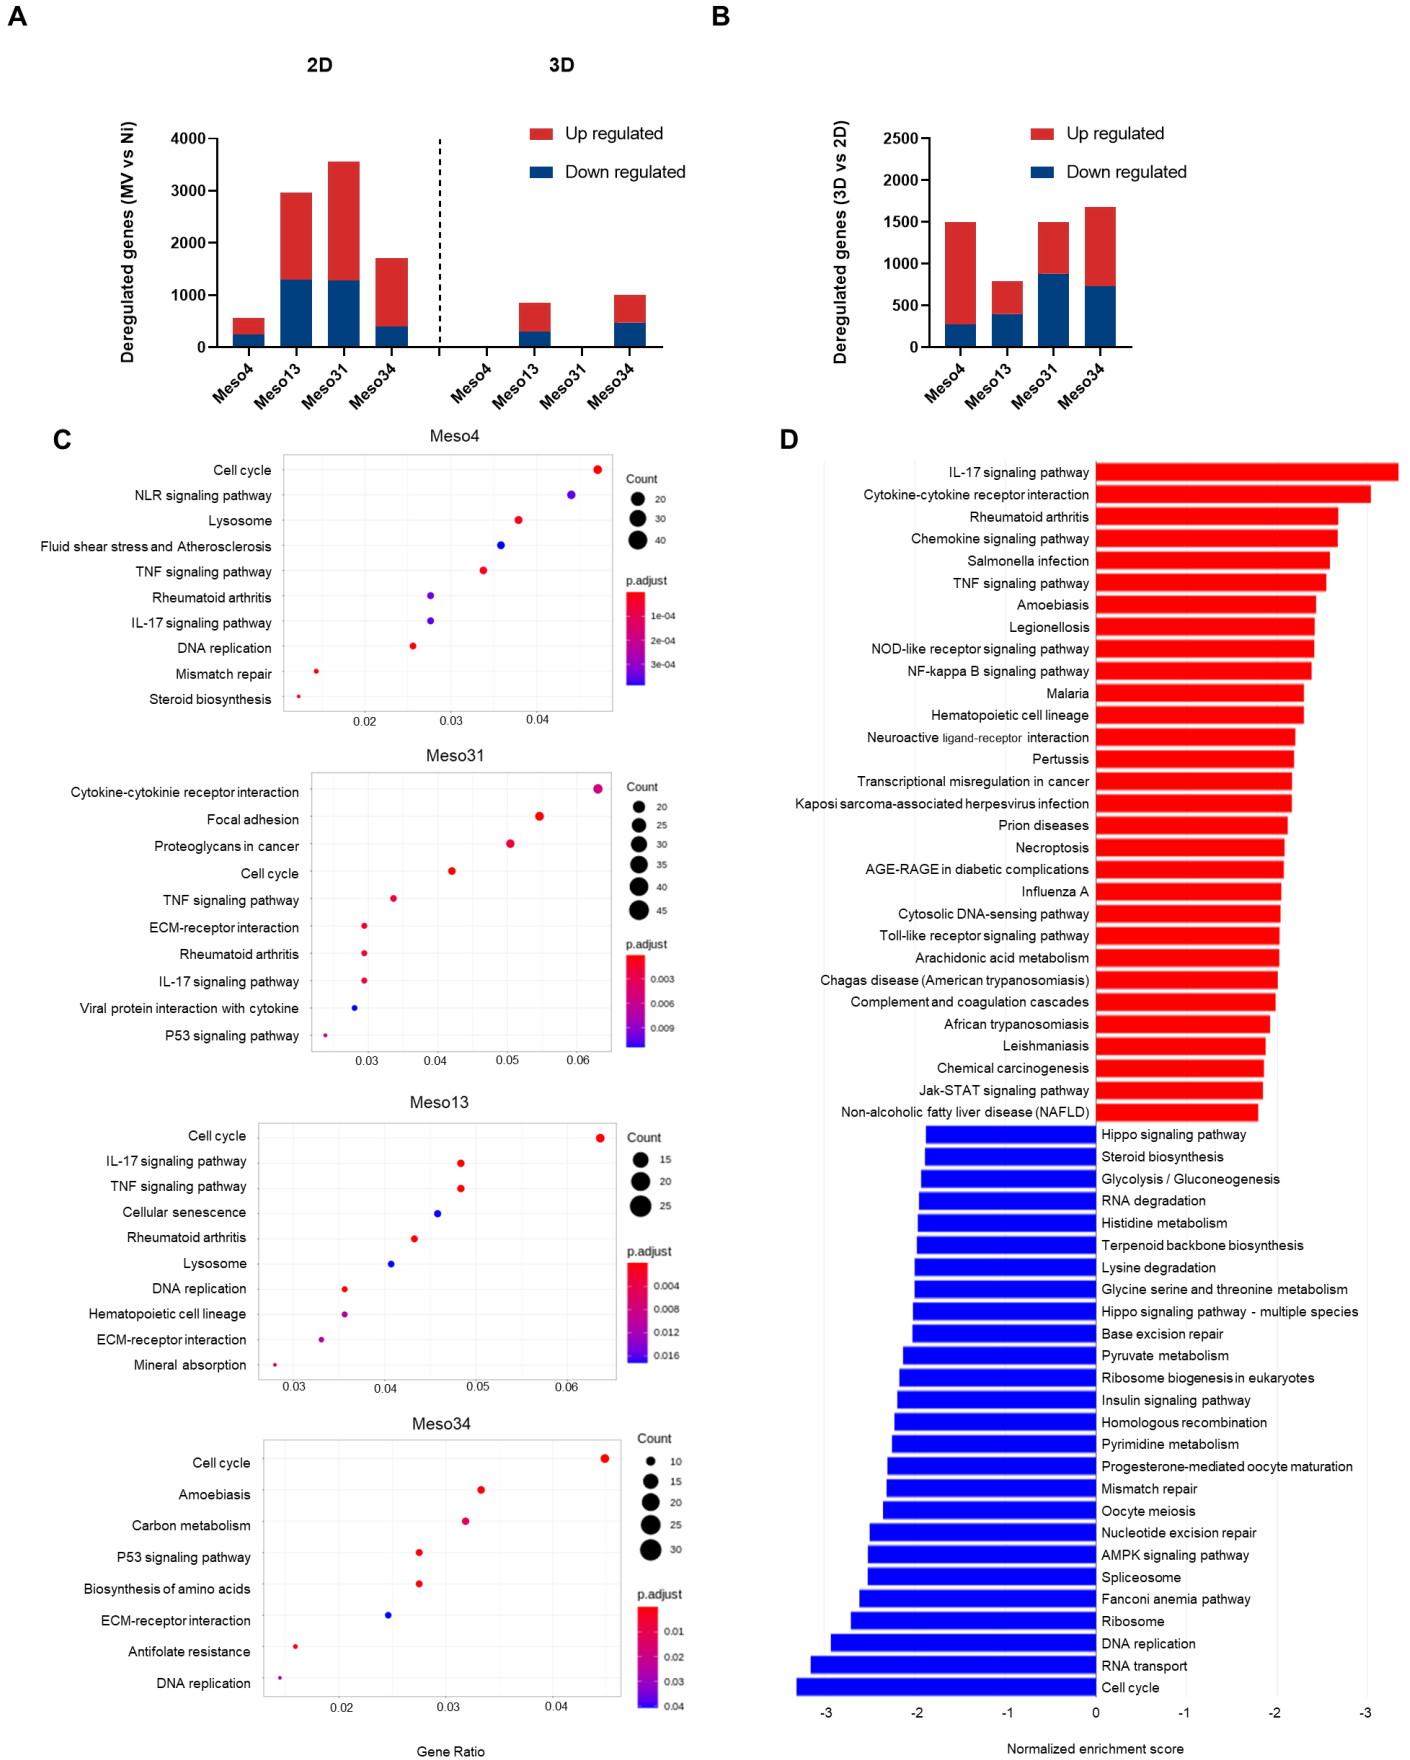 A
B
2D
3D
Deregulated genes (MV vs Ni)
4000
3000
2000
1000
0
Up regulated
Down regulated
Meso4
Meso13
Meso31
Meso34
Meso4
Meso13
Meso31
Meso34
Deregulated genes (3D vs 2D)
2500
2000
1500
1000
500
0
Up regulated
Down regulated
Meso4
Meso13
Meso31
Meso34
C
Meso4
Cell cycle
NLR signaling pathway
Lysosome
Fluid shear stress and Atherosclerosis
TNF signaling pathway
Rheumatoid arthritis
IL-17 signaling pathway
DNA replication
Mismatch repair
Steroid biosynthesis
0.02
0.03
0.04
Count
20
30
40
p.adjust
1e-04
2e-04
3e-04
Meso31
Cytokine-cytokinie receptor interaction
Focal adhesion
Proteoglycans in cancer
Cell cycle
TNF signaling pathway
ECM-receptor interaction
Rheumatoid arthritis
IL-17 signaling pathway
Viral protein interaction with cytokine
P53 signaling pathway
0.03
0.04
0.05
0.06
Count
20
25
30
35
40
45
p.adjust
0.003
0.006
0.009
Meso13
Cell cycle
IL-17 signaling pathway
TNF signaling pathway
Cellular senescence
Rheumatoid arthritis
Lysosome
DNA replication
Hematopoietic cell lineage
ECM-receptor interaction
Mineral absorption
0.03
0.04
0.05
0.06
Count
15
20
25
p.adjust
0.004
0.008
0.012
0.016
Meso34
Cell cycle
Amoebiasis
Carbon metabolism
P53 signaling pathway
Biosynthesis of amino acids
ECM-receptor interaction
Antifolate resistance
DNA replication
0.02
0.03
0.04
Count
10
15
20
25
30
p.adjust
0.01
0.02
0.03
0.04
Gene Ratio
D
IL-17 signaling pathway
Cytokine-cytokine receptor interaction
Rheumatoid arthritis
Chemokine signaling pathway
Salmonella infection
TNF signaling pathway
Amoebiasis
Legionellosis
NOD-like receptor signaling pathway
NF-kappa B signaling pathway
Malaria
Hematopoietic cell lineage
Neuroactive ligand-receptor interaction
Pertussis
Transcriptional misregulation in cancer
Kaposi sarcoma-associated herpesvirus infection
Prion diseases
Necroptosis
AGE-RAGE in diabetic complications
Influenza A
Cytosolic DNA-sensing pathway
Toll-like receptor signaling pathway
Arachidonic acid metabolism
Chagas disease (American trypanosomiasis)
Complement and coagulation cascades
African trypanosomiasis
Leishmaniasis
Chemical carcinogenesis
Jak-STAT signaling pathway
Non-alcoholic fatty liver disease (NAFLD)
Hippo signaling pathway
Steroid biosynthesis
Glycolysis / Gluconeogenesis
RNA degradation
Histidine metabolism
Terpenoid backbone biosynthesis
Lysine degradation
Glycine serine and threonine metabolism
Hippo signaling pathway - multiple species
Base excision repair
Pyruvate metabolism
Ribosome biogenesis in eukaryotes
Insulin signaling pathway
Homologous recombination
Pyrimidine metabolism
Progesterone-mediated oocyte maturation
Mismatch repair
Oocyte meiosis
Nucleotide excision repair
AMPK signaling pathway
Spliceosome
Fanconi anemia pathway
Ribosome
DNA replication
RNA transport
Cell cycle
-3
-2
-1
0
-1
-2
-3
Normalized enrichment score